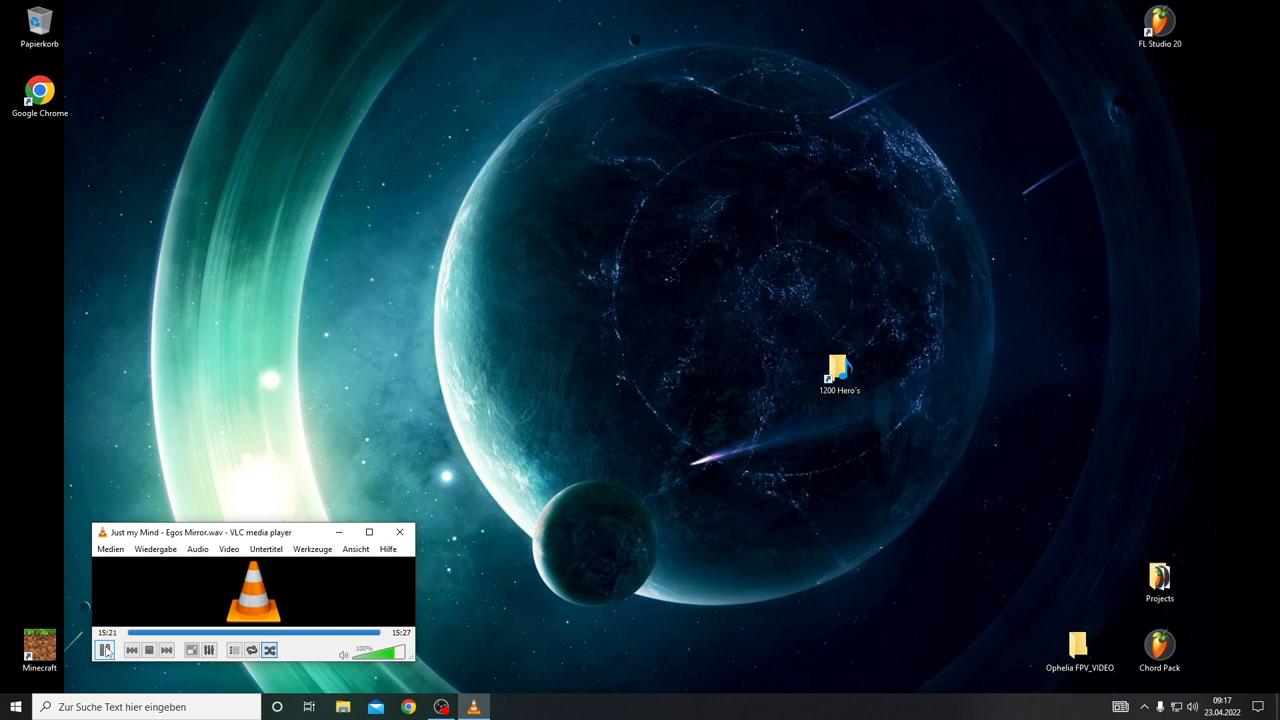 Papierkorb
FL Studio 20
Google Chrome
1200 Hero´s
Just my Mind - Egos Mirror.wav - VLC media player
Medien Wiedergabe Audio Video Untertitel Werkzeuge Ansicht Hilfe
15:21 15:27
100%
Projects
Minecraft
Ophelia FPV_VIDEO
Chord Pack
Zur Suche Text hier eingeben
09:17
23.04.2022